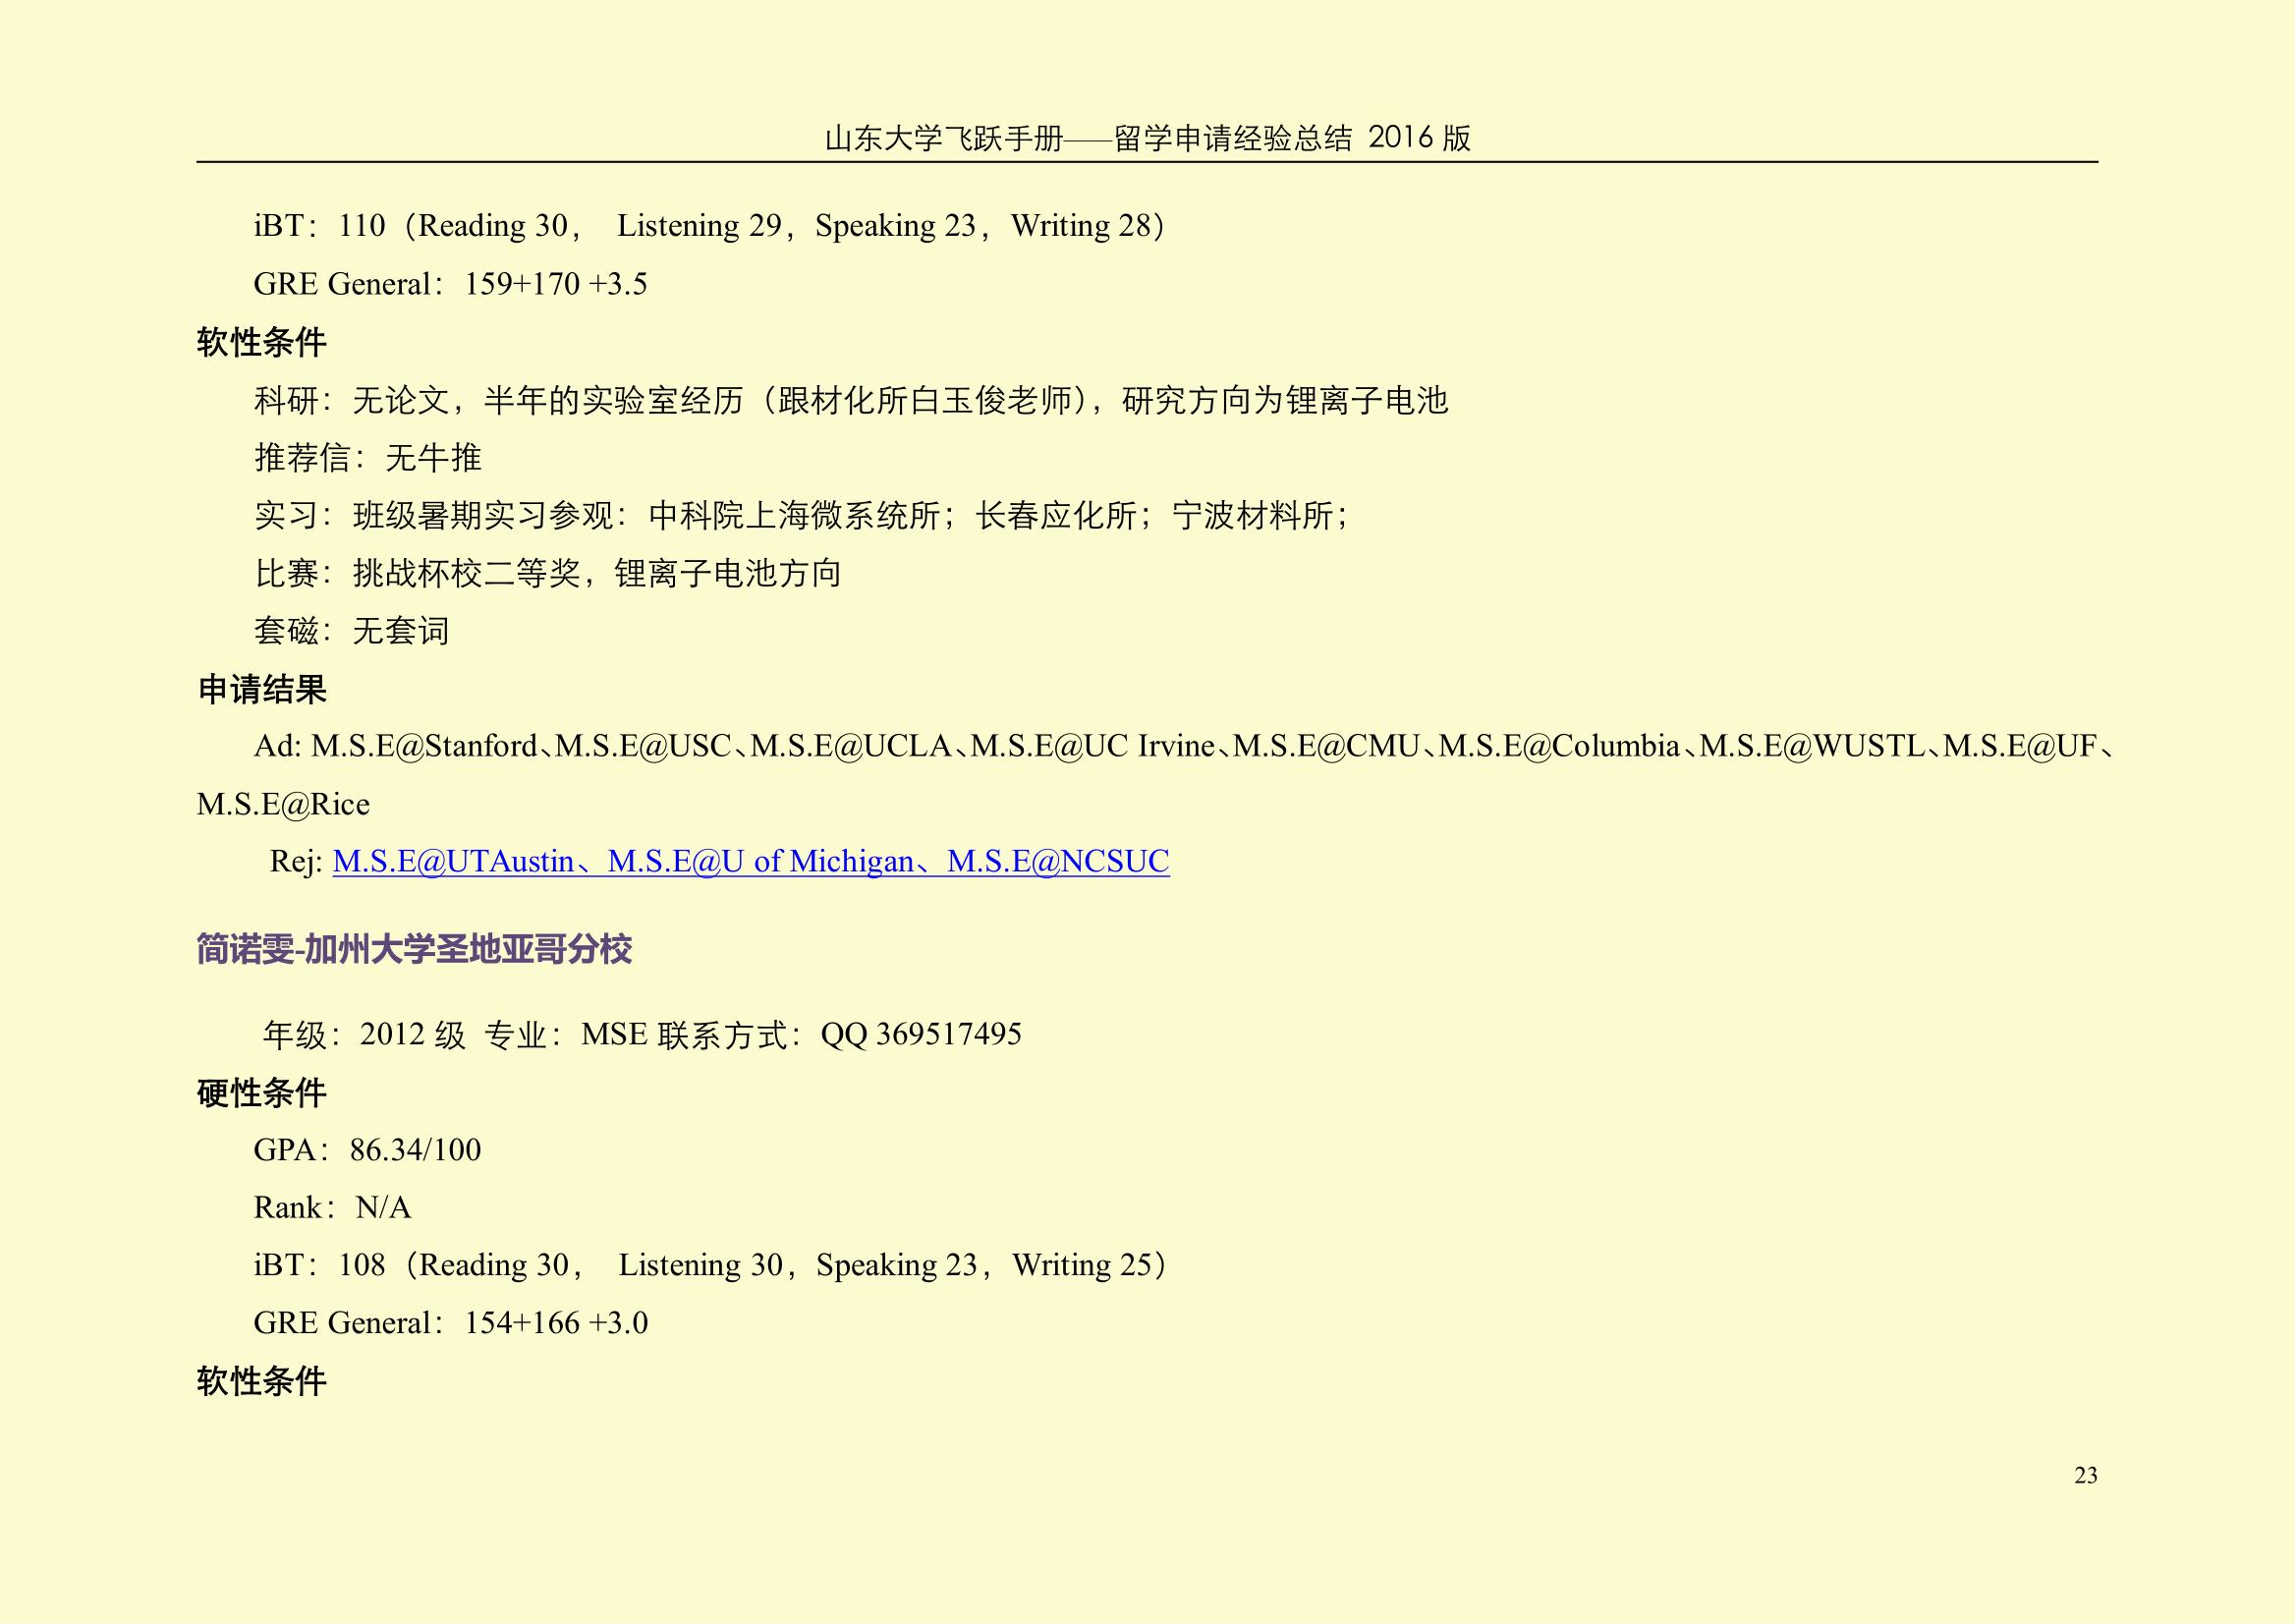 山东大学飞跃手册——留学申请经验总结 2016 版
iBT：110（Reading 30， Listening 29，Speaking 23，Writing 28）
GRE General：159+170 +3.5
软性条件
科研：无论文，半年的实验室经历（跟材化所白玉俊老师），研究方向为锂离子电池
推荐信：无牛推
实习：班级暑期实习参观：中科院上海微系统所；长春应化所；宁波材料所；
比赛：挑战杯校二等奖，锂离子电池方向
套磁：无套词
申请结果
Ad: M.S.E@Stanford、M.S.E@USC、M.S.E@UCLA、M.S.E@UC Irvine、M.S.E@CMU、M.S.E@Columbia、M.S.E@WUSTL、M.S.E@UF、
M.S.E@Rice
Rej: M.S.E@UTAustin、M.S.E@U of Michigan、M.S.E@NCSUC
简诺雯-加州大学圣地亚哥分校
年级：2012 级 专业：MSE 联系方式：QQ 369517495
硬性条件
GPA：86.34/100
Rank：N/A
iBT：108（Reading 30， Listening 30，Speaking 23，Writing 25）
GRE General：154+166 +3.0
软性条件
23